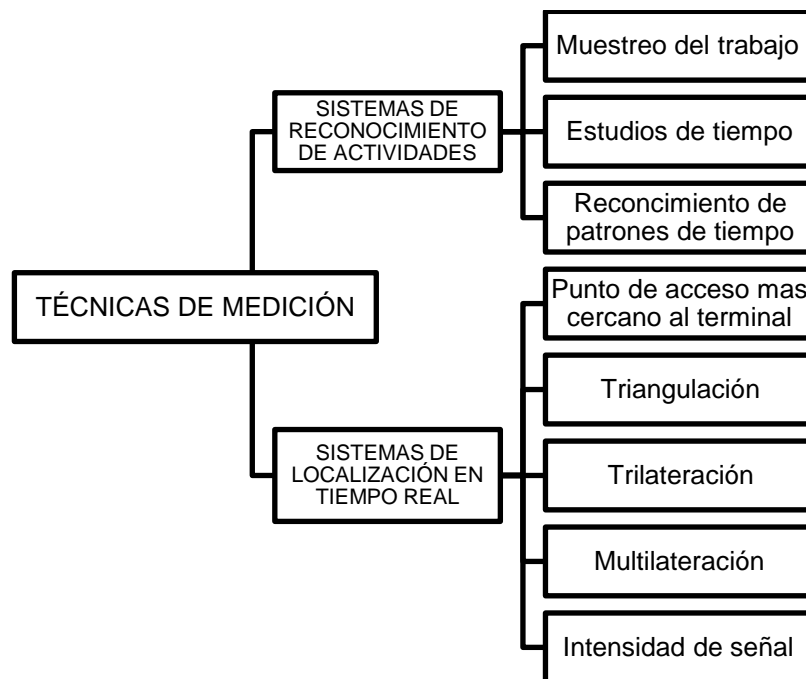 TÉCNICAS DE MEDICIÓN
SISTEMAS DE
RECONOCIMIENTO
DE ACTIVIDADES
Muestreo del trabajo
Estudios de tiempo
Reconcimiento de
patrones de tiempo
SISTEMAS DE
LOCALIZACIÓN EN
TIEMPO REAL
Punto de acceso mas
cercano al terminal
Triangulación
Trilateración
Multilateración
Intensidad de señal